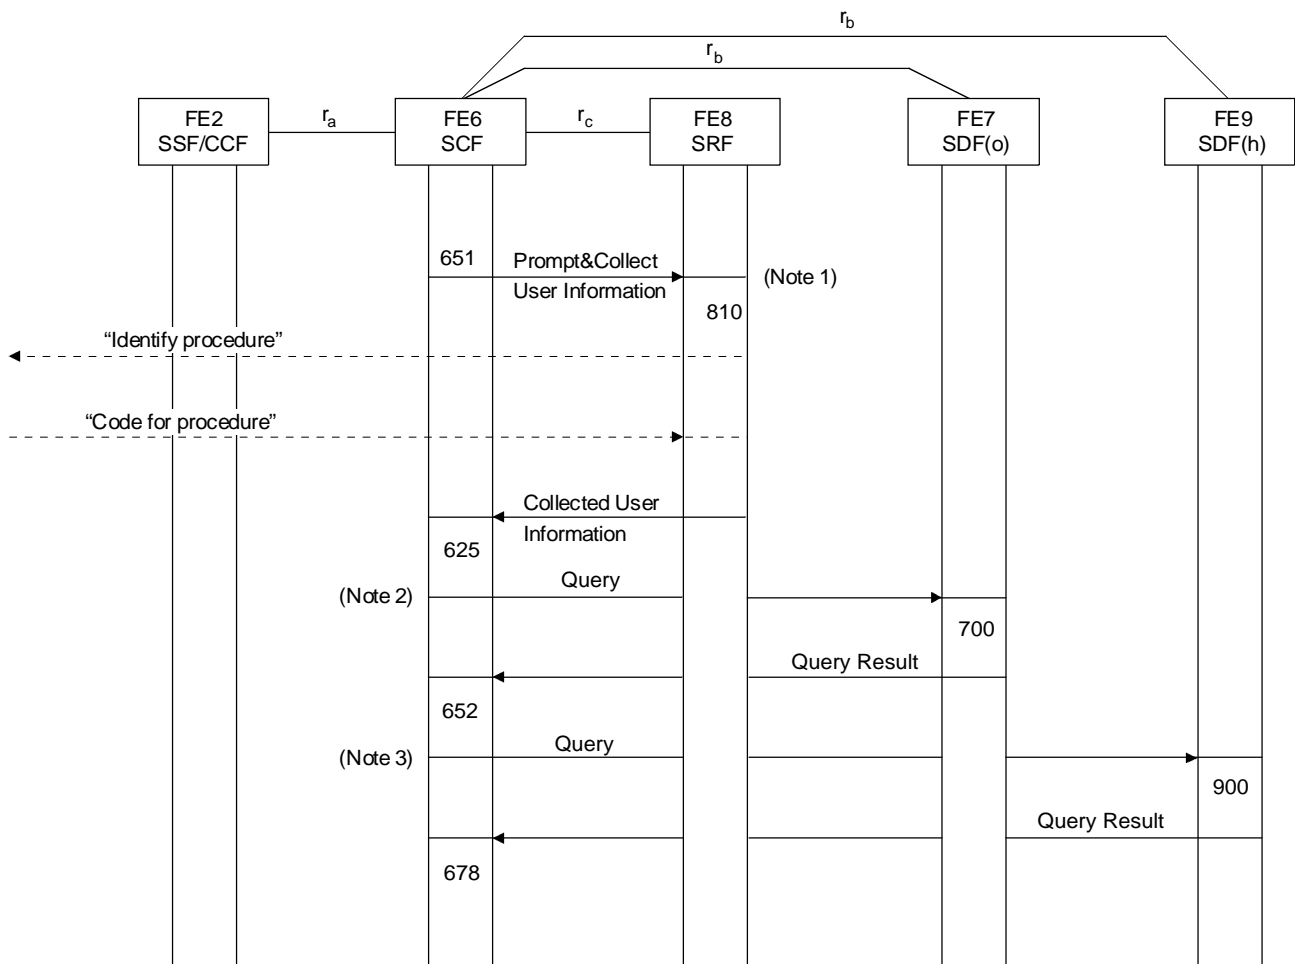 r_b
r_b
FE2
SSF/CCF
r_a
FE6
SCF
r_c
FE8
SRF
FE7
SDF(o)
FE9
SDF(h)
651
Prompt&Collect
User Information
(Note 1)
810
“Identify procedure”
“Code for procedure”
Collected User
Information
625
(Note 2)
Query
700
Query Result
652
(Note 3)
Query
900
Query Result
678